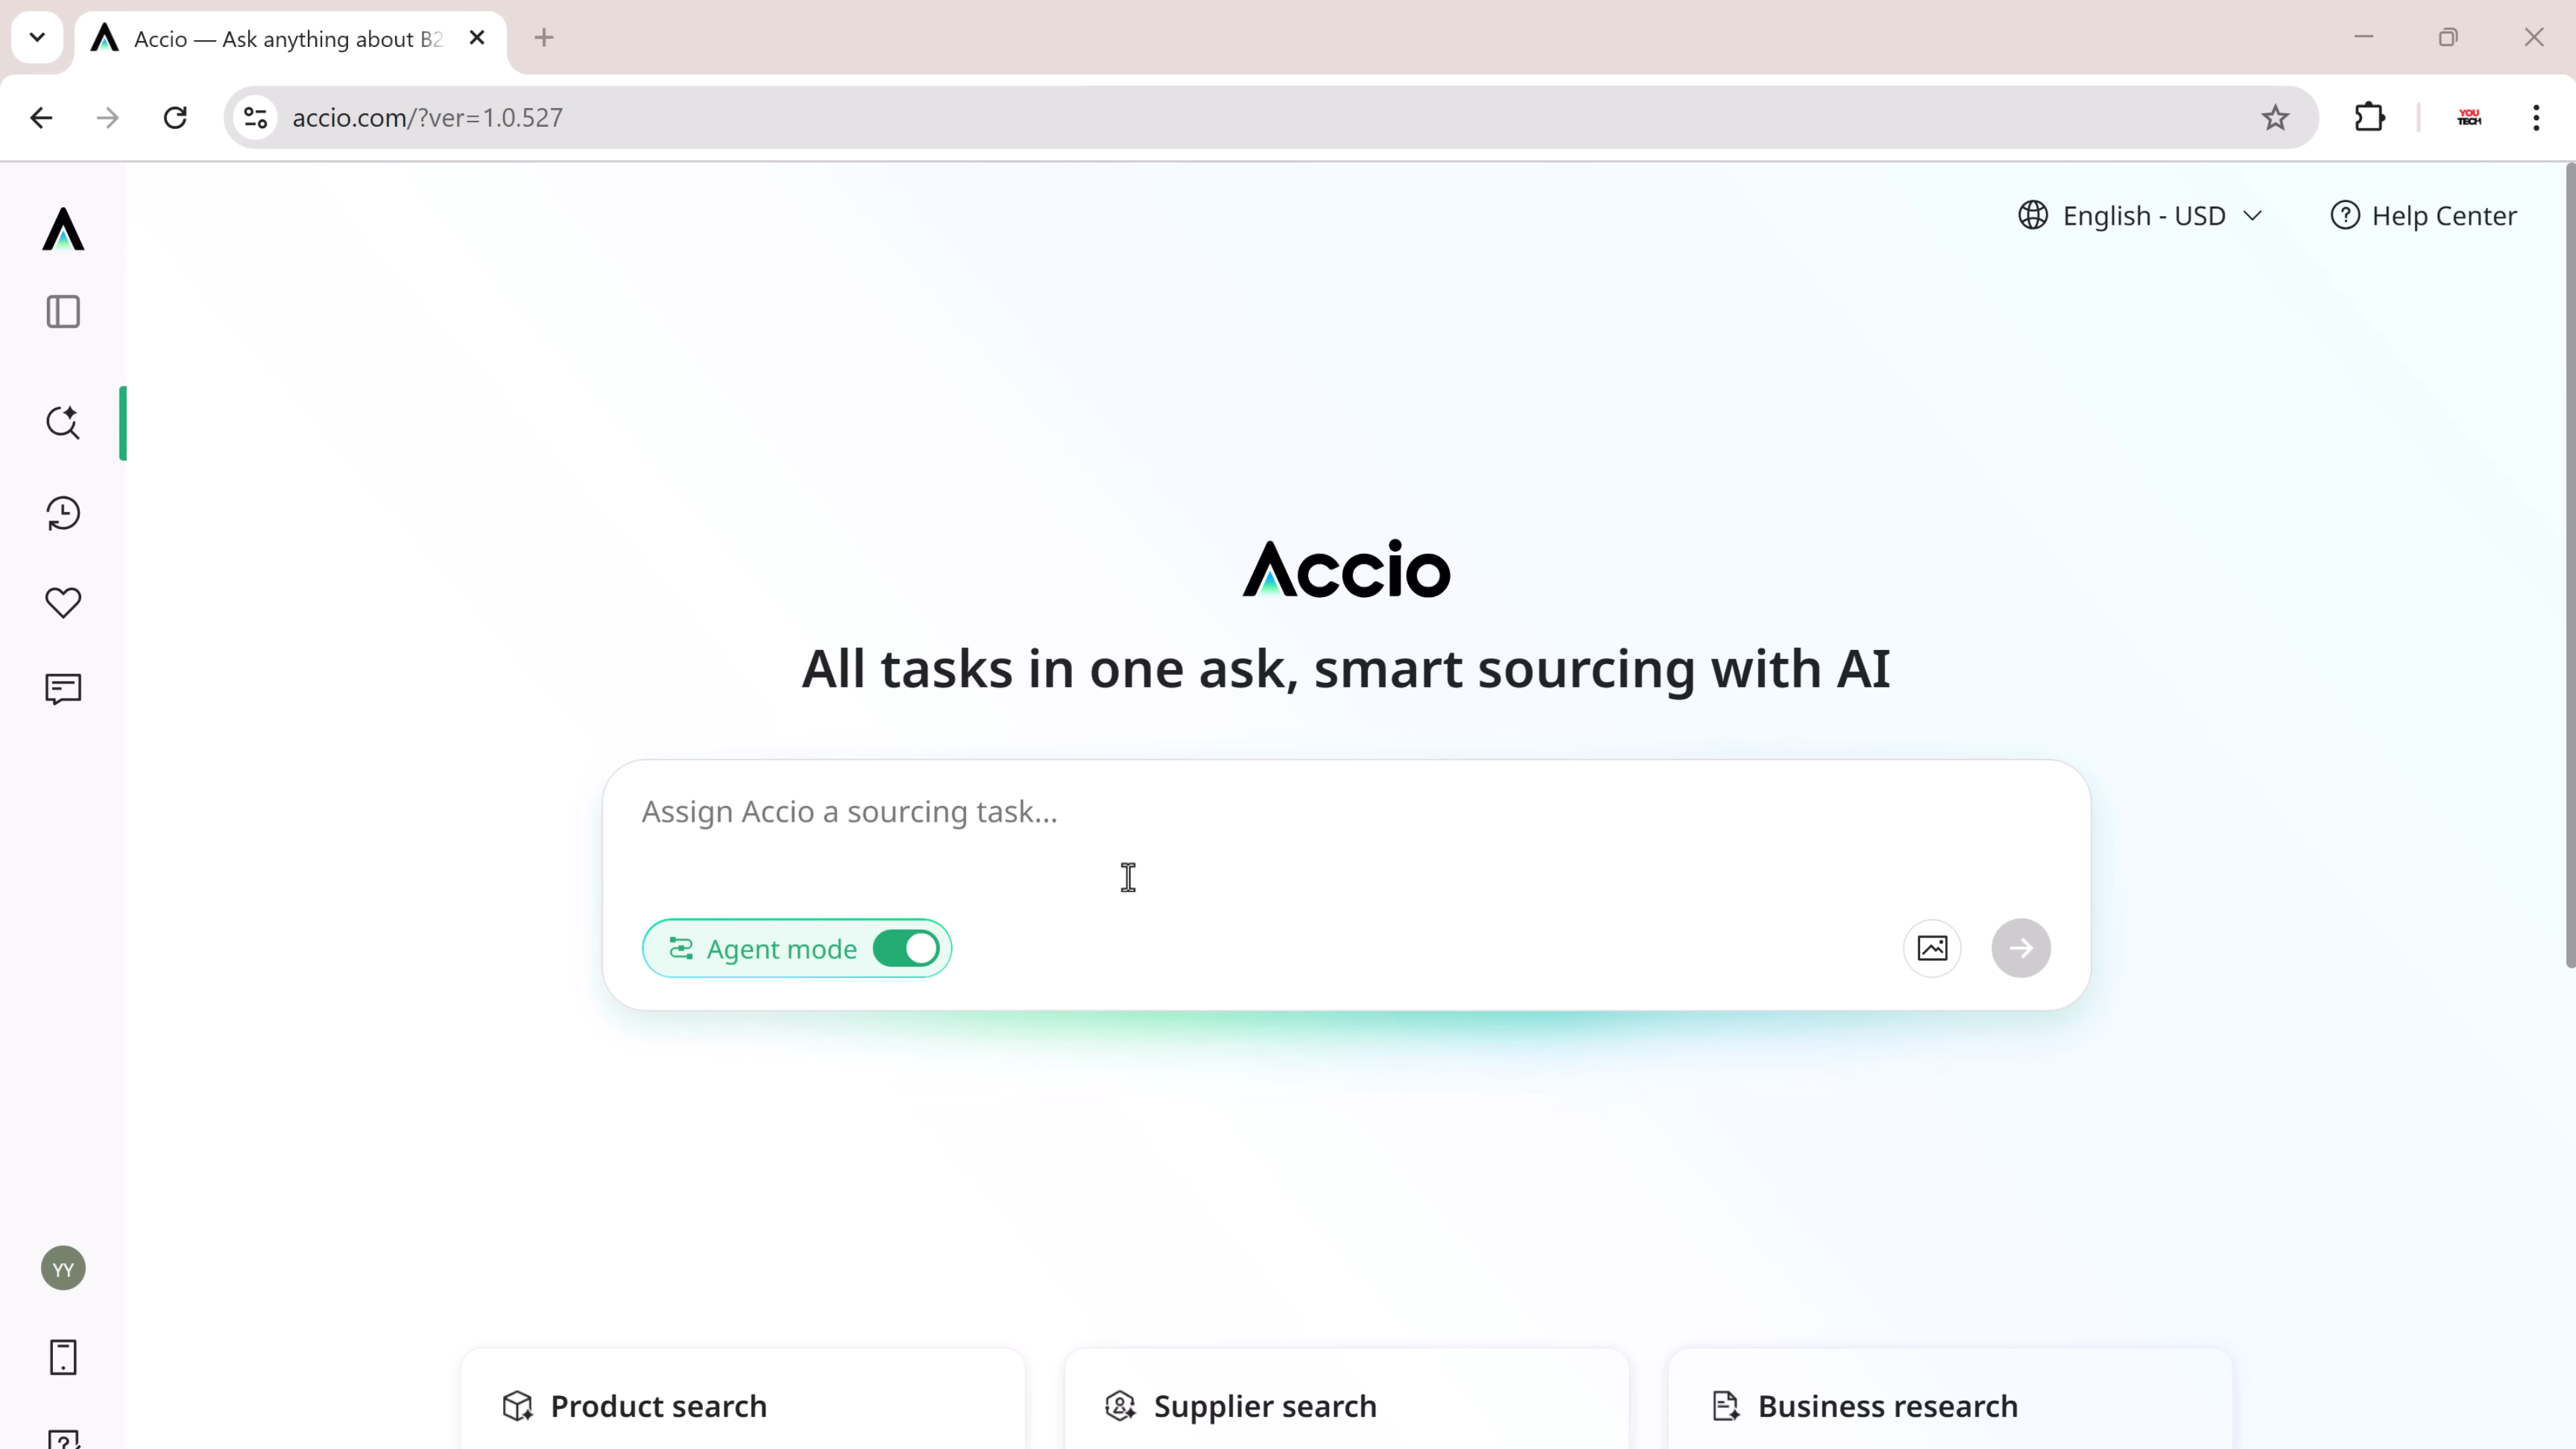 Accio — Ask anything about B2
accio.com/?ver=1.0.527
YOU
TECH
English - USD
Help Center
Accio
All tasks in one ask, smart sourcing with AI
Assign Accio a sourcing task...
Agent mode
YY
Product search
Supplier search
Business research